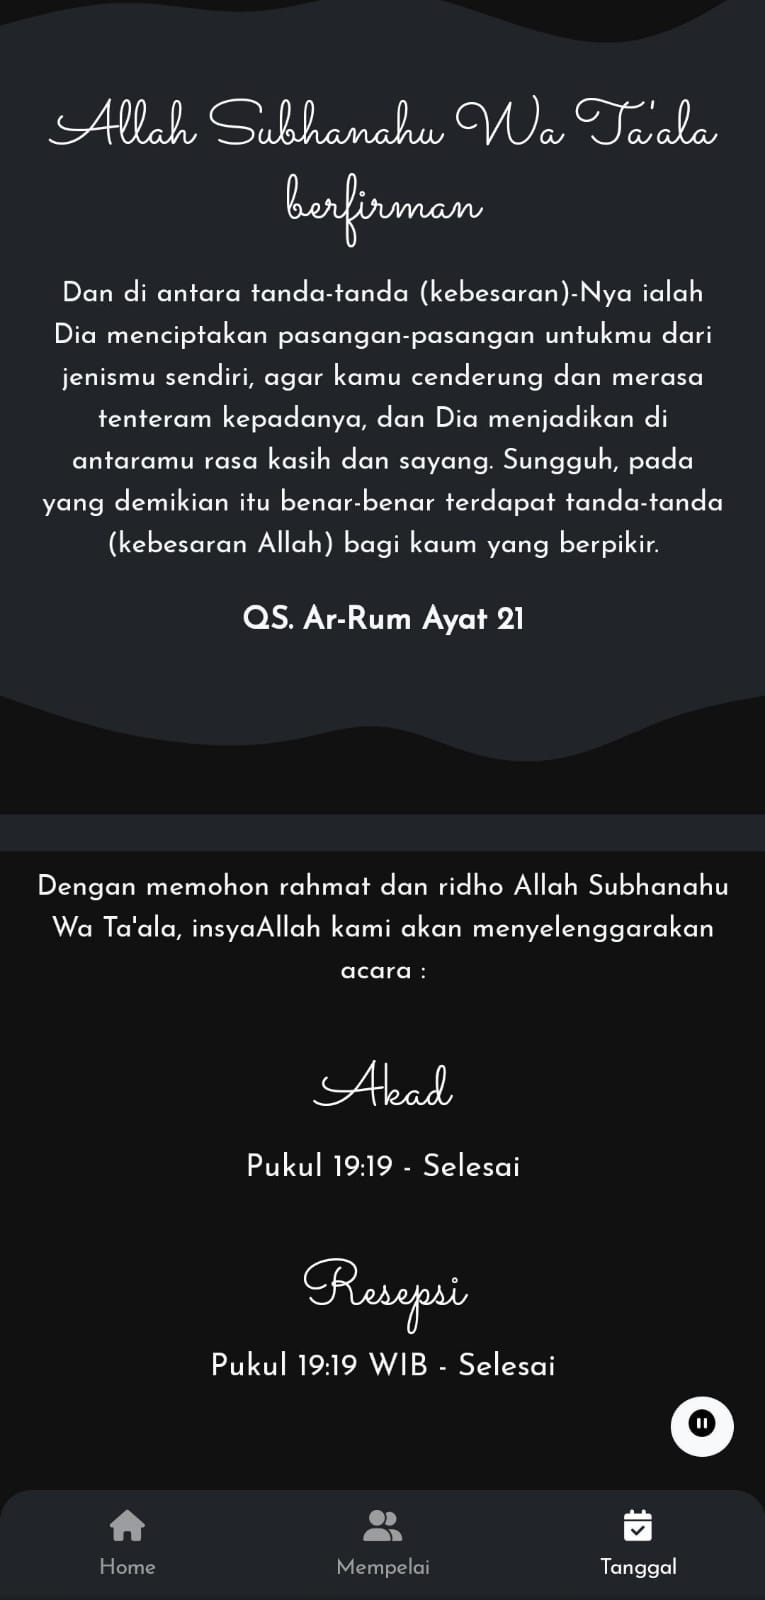 Allah Subhanahu Wa Ta'ala
berfirman
Dan di antara tanda-tanda (kebesaran)-Nya ialah
Dia menciptakan pasangan-pasangan untukmu dari
jenismu sendiri, agar kamu cenderung dan merasa
tenteram kepadanya, dan Dia menjadikan di
antaramu rasa kasih dan sayang. Sungguh, pada
yang demikian itu benar-benar terdapat tanda-tanda
(kebesaran Allah) bagi kaum yang berpikir.
QS. Ar-Rum Ayat 21
Dengan memohon rahmat dan ridho Allah Subhanahu
Wa Ta'ala, insyaAllah kami akan menyelenggarakan
acara :
Akad
Pukul 19:19 - Selesai
Resepsi
Pukul 19:19 WIB - Selesai
Home Mempelai Tanggal